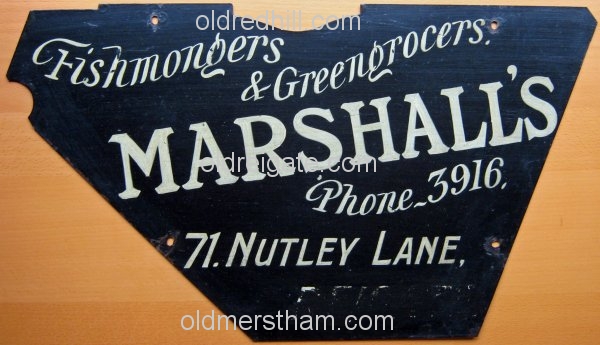 oldredhill.com
Fishmongers
& Greengrocers.
MARSHALL'S
oldreigate.com
Phone~3916.
71. NUTLEY LANE,
oldmerstham.com